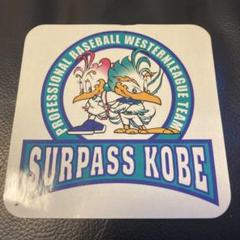 PROFESSIONAL BASEBALL WESTERNLEAGUE TEAM
SURPASS KOBE